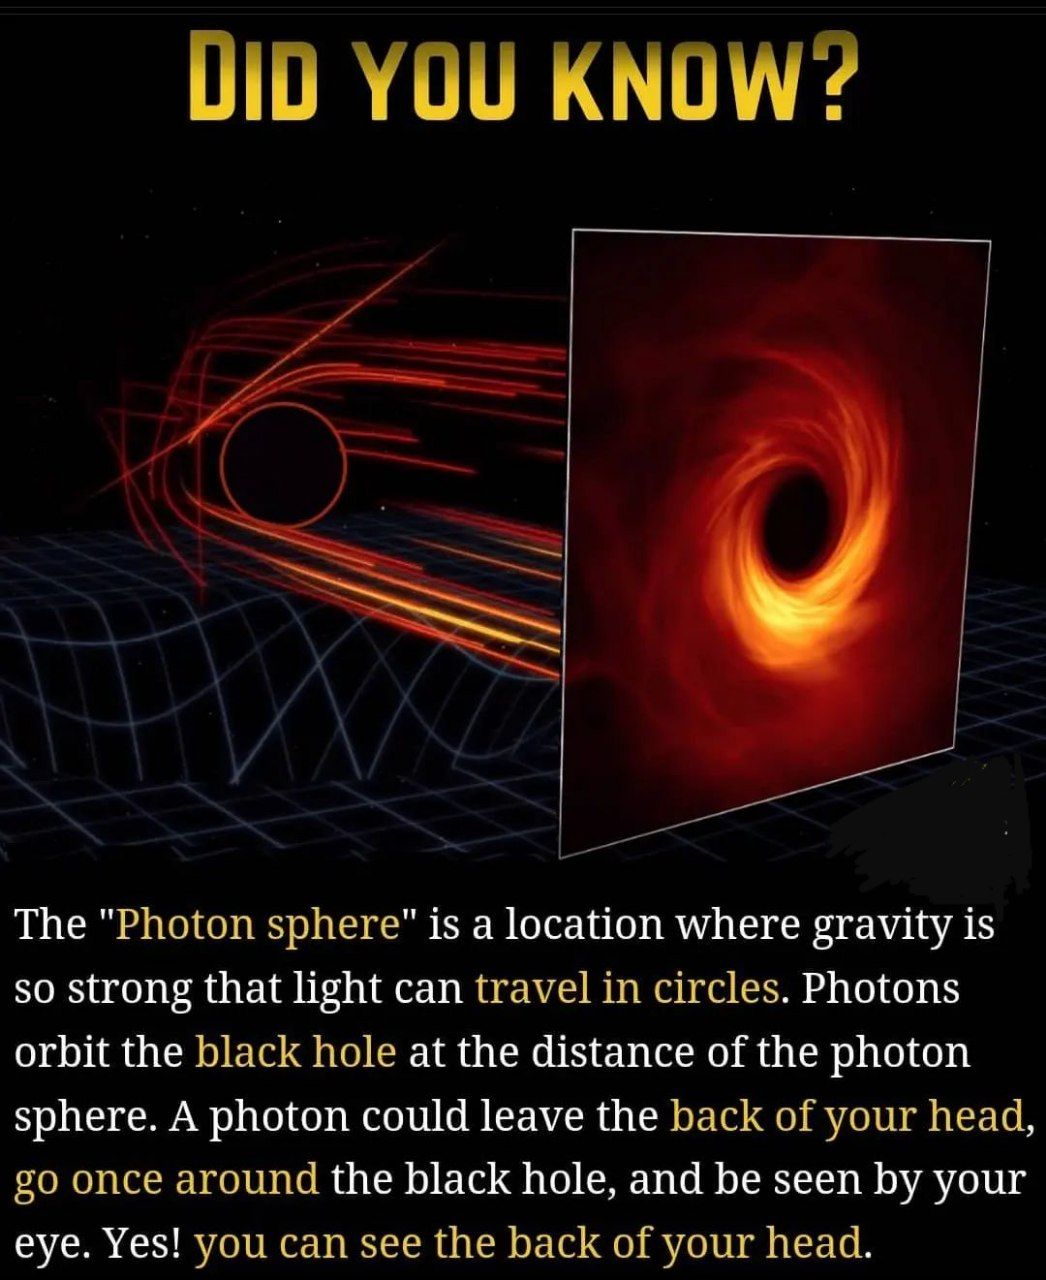 DID YOU KNOW?
The "Photon sphere" is a location where gravity is
so strong that light can travel in circles. Photons
orbit the black hole at the distance of the photon
sphere. A photon could leave the back of your head,
go once around the black hole, and be seen by your
eye. Yes! you can see the back of your head.